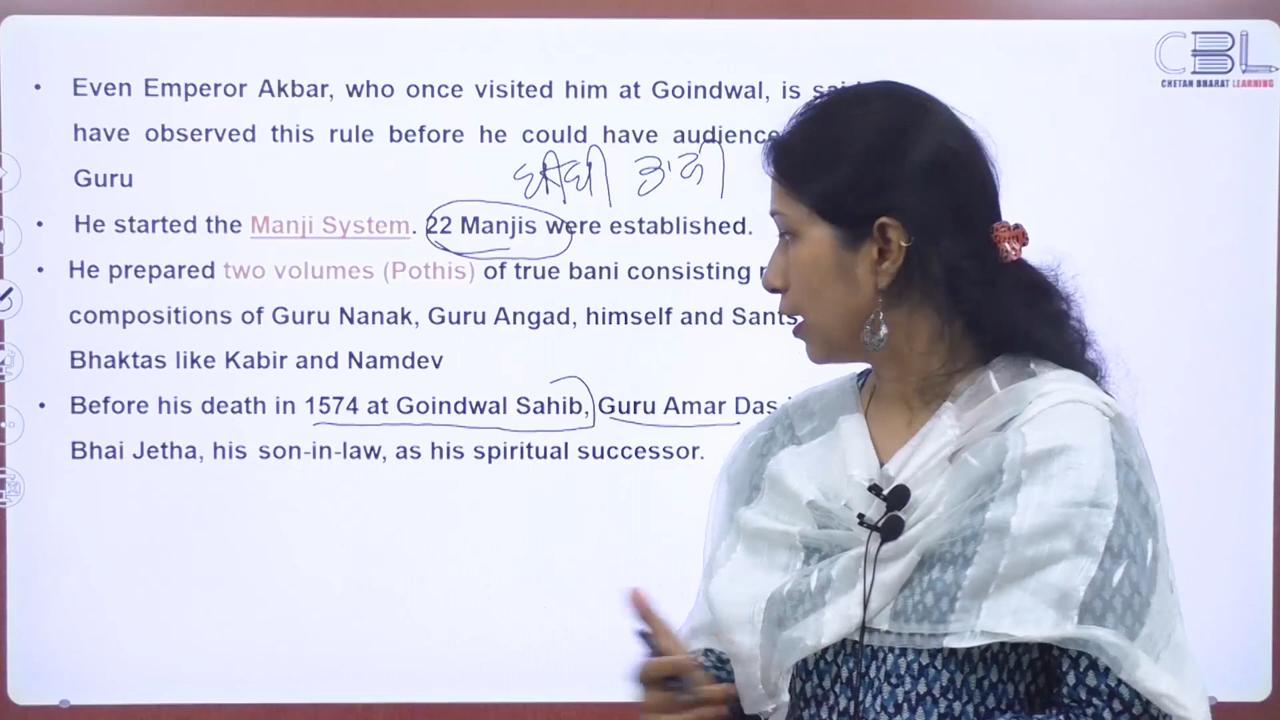 CBL
CHETAN BHARAT LEARNING
• Even Emperor Akbar, who once visited him at Goindwal, is
have observed this rule before he could have audience
Guru
• He started the Manji System. 22 Manjis were established.
• He prepared two volumes (Pothis) of true bani consisting
compositions of Guru Nanak, Guru Angad, himself and Sants
Bhaktas like Kabir and Namdev
• Before his death in 1574 at Goindwal Sahib, Guru Amar Das
Bhai Jetha, his son-in-law, as his spiritual successor.